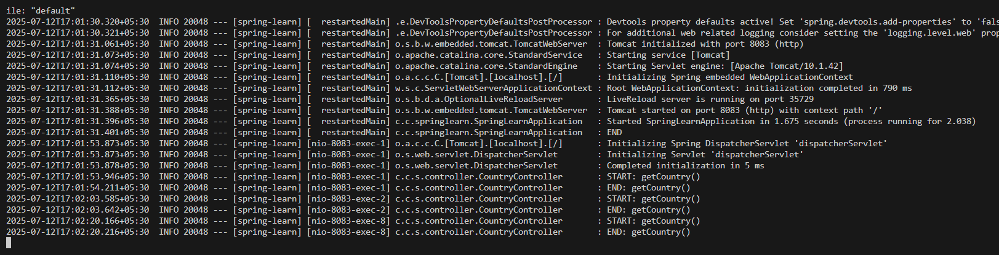 ile: "default"
2025-07-12T17:01:30.320+05:30  INFO 20048 --- [spring-learn] [  restartedMain] .e.DevToolsPropertyDefaultsPostProcessor : Devtools property defaults active! Set 'spring.devtools.add-properties' to 'fals
2025-07-12T17:01:30.321+05:30  INFO 20048 --- [spring-learn] [  restartedMain] .e.DevToolsPropertyDefaultsPostProcessor : For additional web related logging consider setting the 'logging.level.web' prop
2025-07-12T17:01:31.061+05:30  INFO 20048 --- [spring-learn] [  restartedMain] o.s.b.w.embedded.tomcat.TomcatWebServer  : Tomcat initialized with port 8083 (http)
2025-07-12T17:01:31.073+05:30  INFO 20048 --- [spring-learn] [  restartedMain] o.apache.catalina.core.StandardService   : Starting service [Tomcat]
2025-07-12T17:01:31.074+05:30  INFO 20048 --- [spring-learn] [  restartedMain] o.apache.catalina.core.StandardEngine    : Starting Servlet engine: [Apache Tomcat/10.1.42]
2025-07-12T17:01:31.110+05:30  INFO 20048 --- [spring-learn] [  restartedMain] o.a.c.c.C.[Tomcat].[localhost].[/]       : Initializing Spring embedded WebApplicationContext
2025-07-12T17:01:31.112+05:30  INFO 20048 --- [spring-learn] [  restartedMain] w.s.c.ServletWebServerApplicationContext : Root WebApplicationContext: initialization completed in 790 ms
2025-07-12T17:01:31.365+05:30  INFO 20048 --- [spring-learn] [  restartedMain] o.s.b.d.a.OptionalLiveReloadServer       : LiveReload server is running on port 35729
2025-07-12T17:01:31.388+05:30  INFO 20048 --- [spring-learn] [  restartedMain] o.s.b.w.embedded.tomcat.TomcatWebServer  : Tomcat started on port 8083 (http) with context path '/'
2025-07-12T17:01:31.396+05:30  INFO 20048 --- [spring-learn] [  restartedMain] c.c.springlearn.SpringLearnApplication   : Started SpringLearnApplication in 1.675 seconds (process running for 2.038)
2025-07-12T17:01:31.401+05:30  INFO 20048 --- [spring-learn] [  restartedMain] c.c.springlearn.SpringLearnApplication   : END
2025-07-12T17:01:53.873+05:30  INFO 20048 --- [spring-learn] [nio-8083-exec-1] o.a.c.c.C.[Tomcat].[localhost].[/]       : Initializing Spring DispatcherServlet 'dispatcherServlet'
2025-07-12T17:01:53.873+05:30  INFO 20048 --- [spring-learn] [nio-8083-exec-1] o.s.web.servlet.DispatcherServlet        : Initializing Servlet 'dispatcherServlet'
2025-07-12T17:01:53.878+05:30  INFO 20048 --- [spring-learn] [nio-8083-exec-1] o.s.web.servlet.DispatcherServlet        : Completed initialization in 5 ms
2025-07-12T17:01:53.946+05:30  INFO 20048 --- [spring-learn] [nio-8083-exec-1] c.c.s.controller.CountryController       : START: getCountry()
2025-07-12T17:01:54.211+05:30  INFO 20048 --- [spring-learn] [nio-8083-exec-1] c.c.s.controller.CountryController       : END: getCountry()
2025-07-12T17:02:03.585+05:30  INFO 20048 --- [spring-learn] [nio-8083-exec-2] c.c.s.controller.CountryController       : START: getCountry()
2025-07-12T17:02:03.642+05:30  INFO 20048 --- [spring-learn] [nio-8083-exec-2] c.c.s.controller.CountryController       : END: getCountry()
2025-07-12T17:02:20.166+05:30  INFO 20048 --- [spring-learn] [nio-8083-exec-8] c.c.s.controller.CountryController       : START: getCountry()
2025-07-12T17:02:20.216+05:30  INFO 20048 --- [spring-learn] [nio-8083-exec-8] c.c.s.controller.CountryController       : END: getCountry()